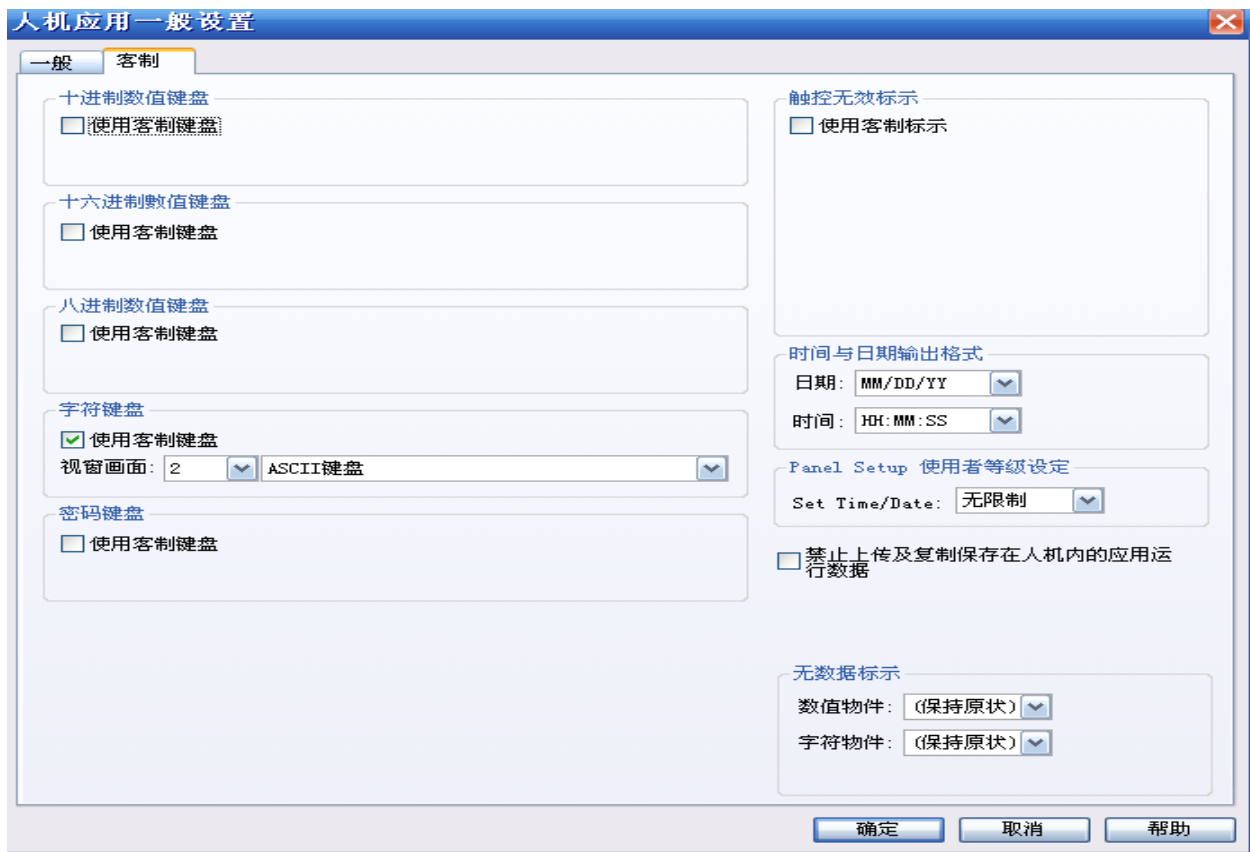 人机应用一般设置
一般
客制
十进制数值键盘
使用客制键盘
十六进制數值键盘
使用客制键盘
八进制数值键盘
使用客制键盘
字符键盘
使用客制键盘
视窗画面: 2 ASCII键盘
密码键盘
使用客制键盘
触控无效标示
使用客制标示
时间与日期输出格式
日期: MM/DD/YY
时间: HH:MM:SS
Panel Setup 使用者等级设定
Set Time/Date: 无限制
禁止上传及复制保存在人机内的应用运
行数据
无数据标示
数值物件: (保持原状)
字符物件: (保持原状)
确定
取消
帮助